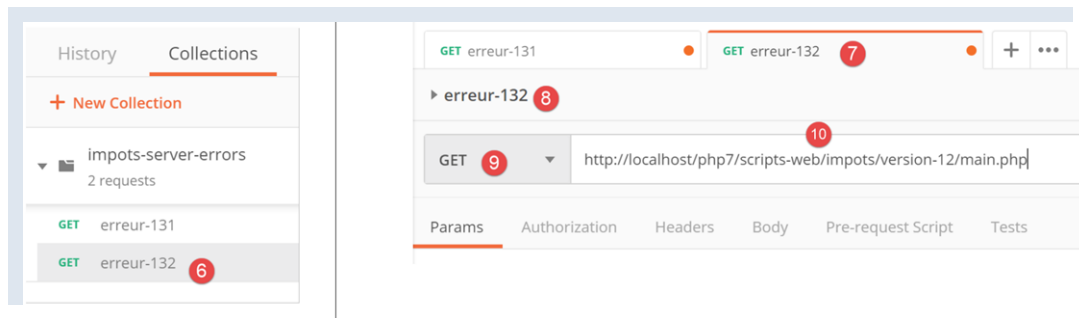 History Collections
+ New Collection
impots-server-errors
2 requests
GET erreur-131
GET erreur-132 6
GET erreur-131 GET erreur-132 7 + •••
erreur-132 8
10
GET 9 http://localhost/php7/scripts-web/impots/version-12/main.php
Params Authorization Headers Body Pre-request Script Tests